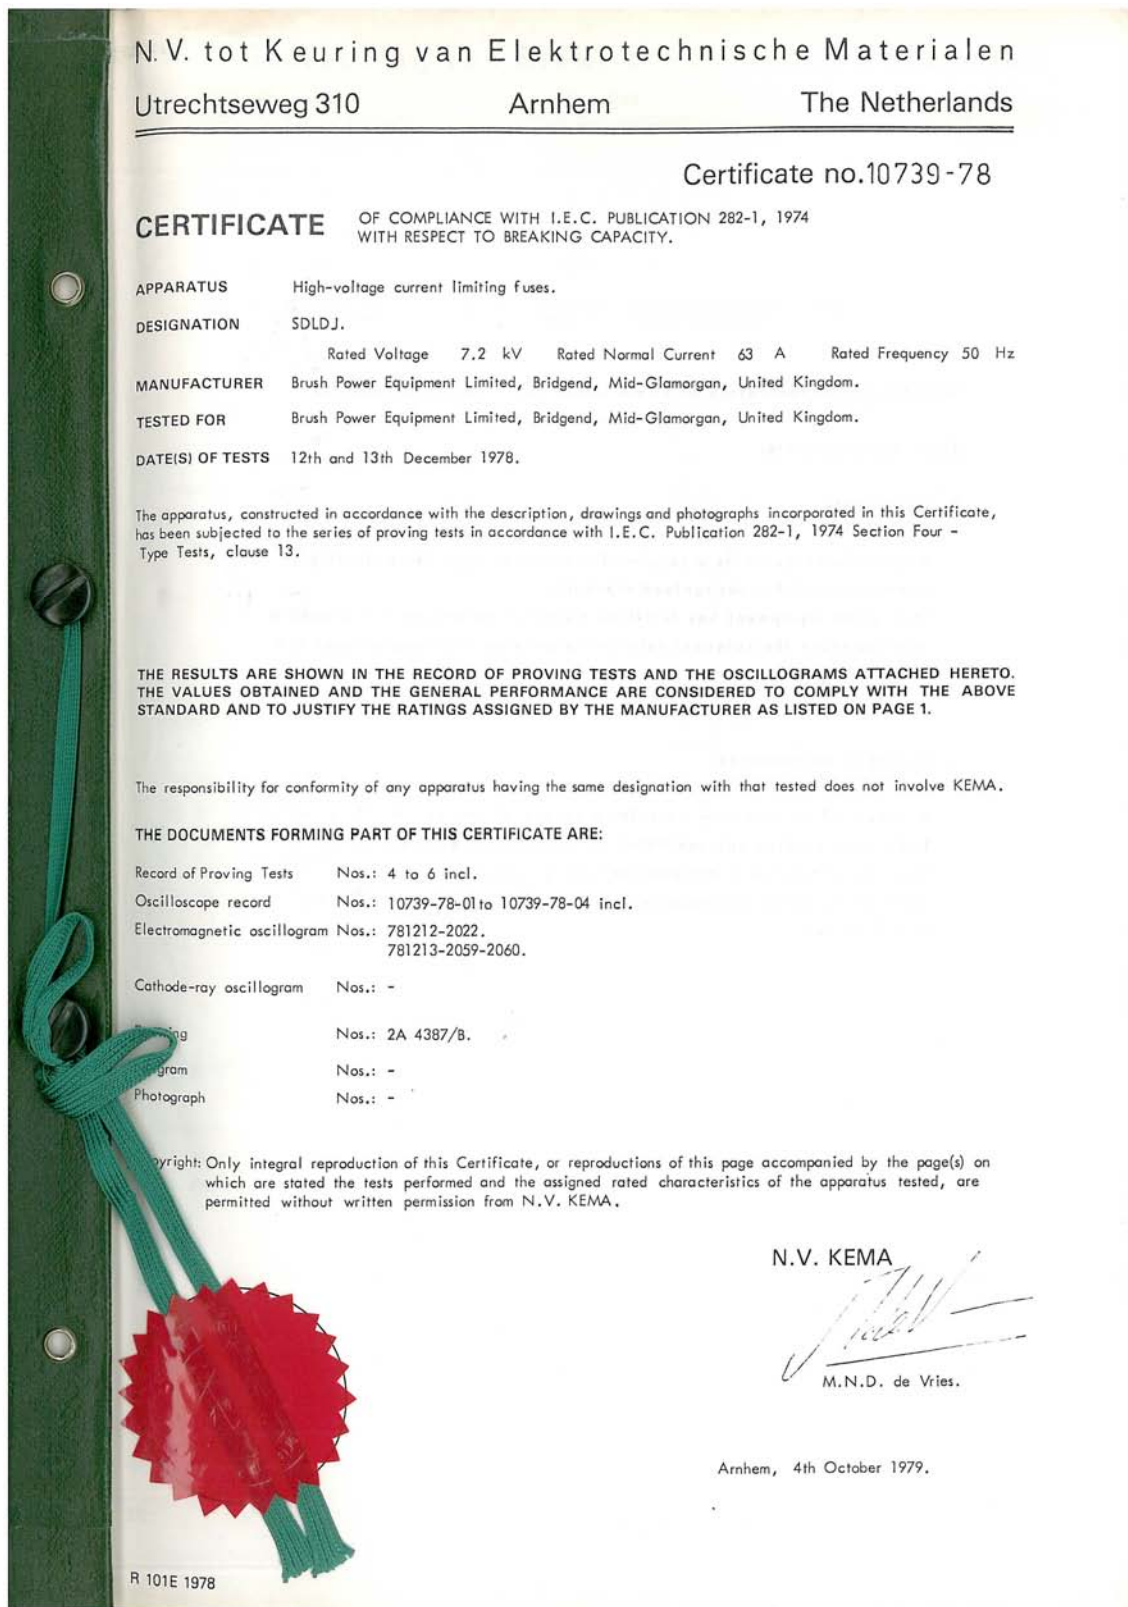 N.V. tot Keuring van Elektrotechnische Materialen
Utrechtseweg 310 Arnhem The Netherlands
Certificate no.10739-78
CERTIFICATE OF COMPLIANCE WITH I.E.C. PUBLICATION 282-1, 1974
WITH RESPECT TO BREAKING CAPACITY.
APPARATUS High-voltage current limiting fuses.
DESIGNATION SDLDJ.
Rated Voltage 7.2 kV Rated Normal Current 63 A Rated Frequency 50 Hz
MANUFACTURER Brush Power Equipment Limited, Bridgend, Mid-Glamorgan, United Kingdom.
TESTED FOR Brush Power Equipment Limited, Bridgend, Mid-Glamorgan, United Kingdom.
DATE(S) OF TESTS 12th and 13th December 1978.
The apparatus, constructed in accordance with the description, drawings and photographs incorporated in this Certificate,
has been subjected to the series of proving tests in accordance with I.E.C. Publication 282-1, 1974 Section Four -
Type Tests, clause 13.
THE RESULTS ARE SHOWN IN THE RECORD OF PROVING TESTS AND THE OSCILLOGRAMS ATTACHED HERETO.
THE VALUES OBTAINED AND THE GENERAL PERFORMANCE ARE CONSIDERED TO COMPLY WITH THE ABOVE
STANDARD AND TO JUSTIFY THE RATINGS ASSIGNED BY THE MANUFACTURER AS LISTED ON PAGE 1.
The responsibility for conformity of any apparatus having the same designation with that tested does not involve KEMA.
THE DOCUMENTS FORMING PART OF THIS CERTIFICATE ARE:
Record of Proving Tests Nos.: 4 to 6 incl.
Oscilloscope record Nos.: 10739-78-01to 10739-78-04 incl.
Electromagnetic oscillogram Nos.: 781212-2022.
781213-2059-2060.
Cathode-ray oscillogram Nos.: -
Nos.: 2A 4387/B.
Nos.: -
Photograph Nos.: -
yright: Only integral reproduction of this Certificate, or reproductions of this page accompanied by the page(s) on
which are stated the tests performed and the assigned rated characteristics of the apparatus tested, are
permitted without written permission from N.V. KEMA.
N.V. KEMA
M.N.D. de Vries.
Arnhem, 4th October 1979.
R 101E 1978